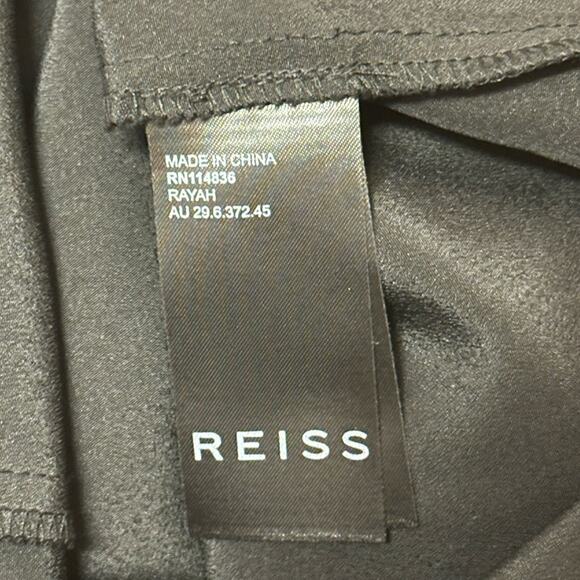 MADE IN CHINA
RN114836
RAYAH
AU 29.6.372.45
REISS